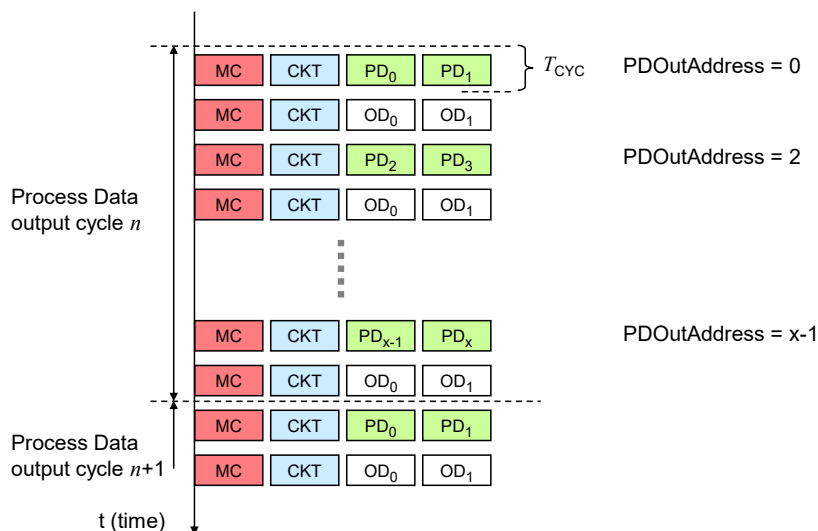 MC CKT PD0 PD1 TCYC PDOutAddress = 0
MC CKT OD0 OD1
MC CKT PD2 PD3 PDOutAddress = 2
Process Data
output cycle n
MC CKT OD0 OD1
MC CKT PDx-1 PDx PDOutAddress = x-1
MC CKT OD0 OD1
MC CKT PD0 PD1
Process Data
output cycle n+1
MC CKT OD0 OD1
t (time)